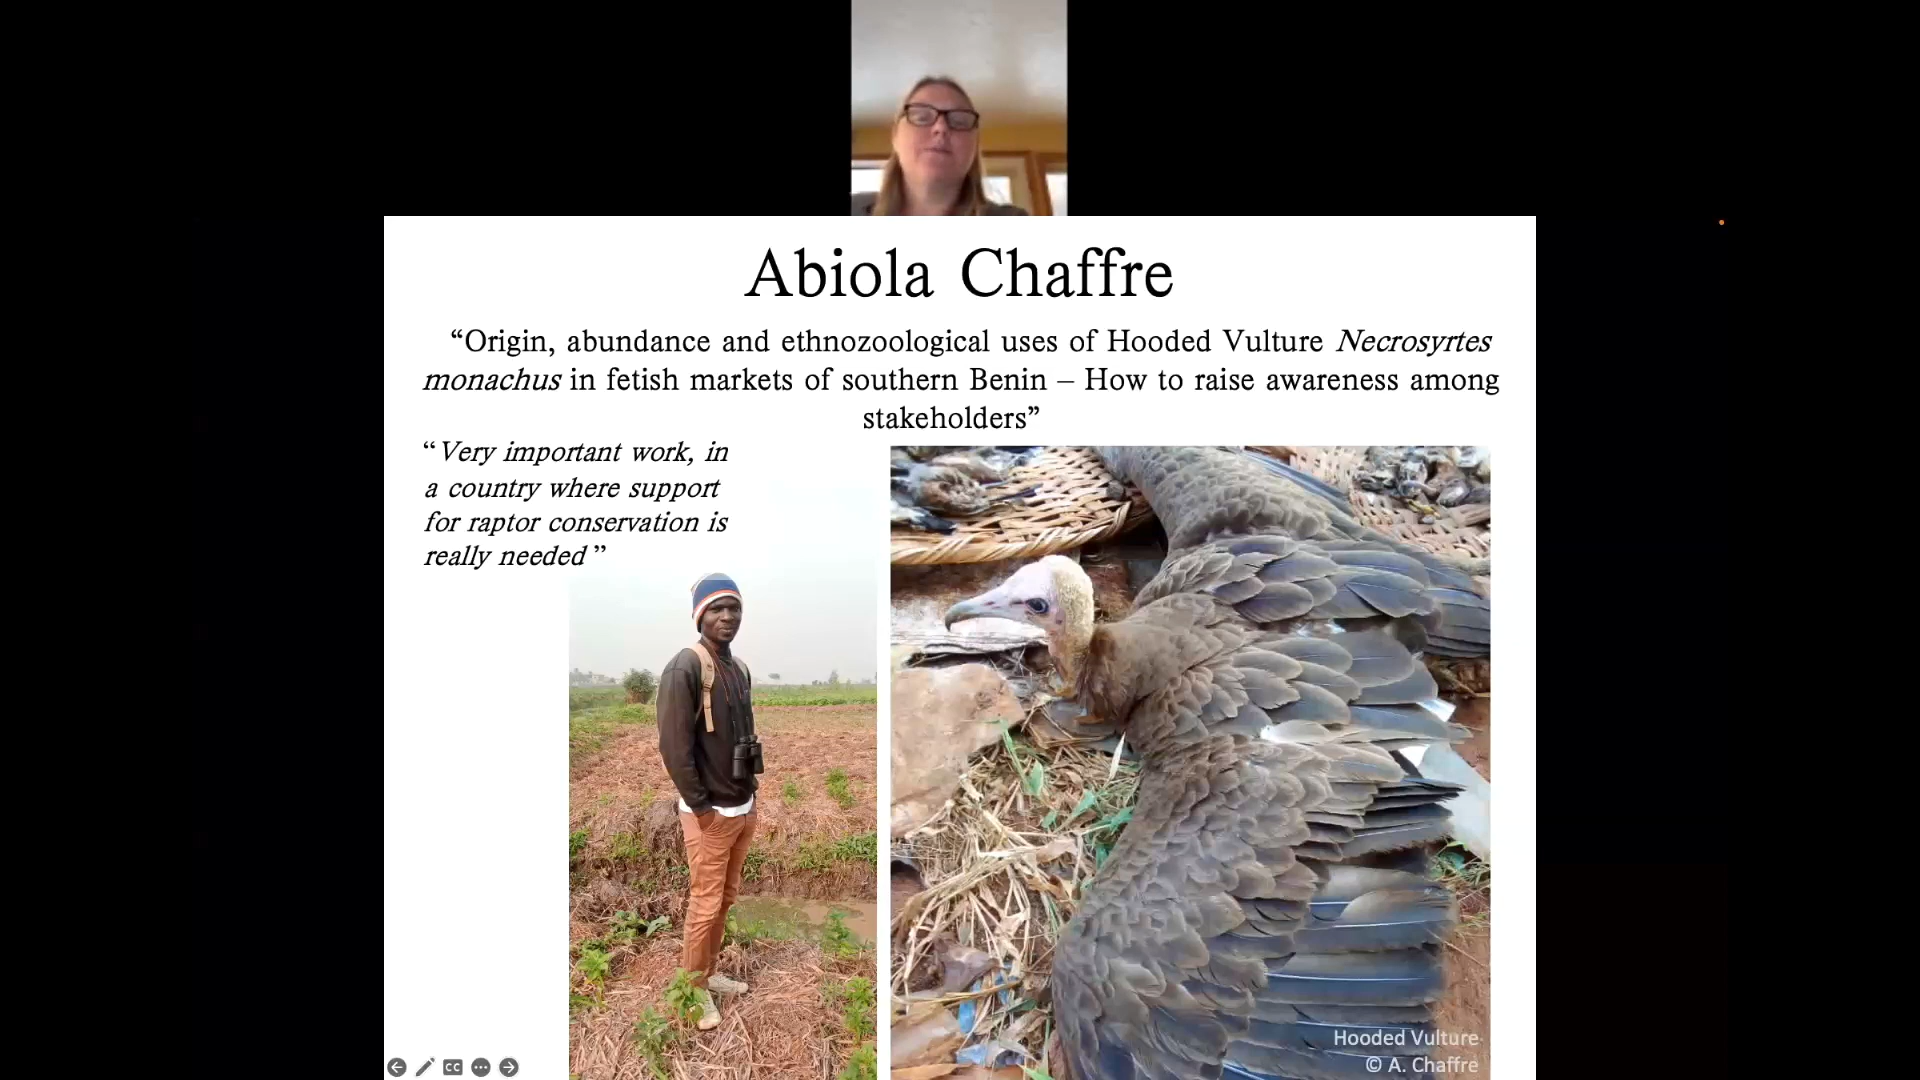 Abiola Chaffre
“Origin, abundance and ethnozoological uses of Hooded Vulture Necrosyrtes
monachus in fetish markets of southern Benin – How to raise awareness among
stakeholders”
“Very important work, in
a country where support
for raptor conservation is
really needed ”
Hooded Vulture
© A. Chaffre
CC